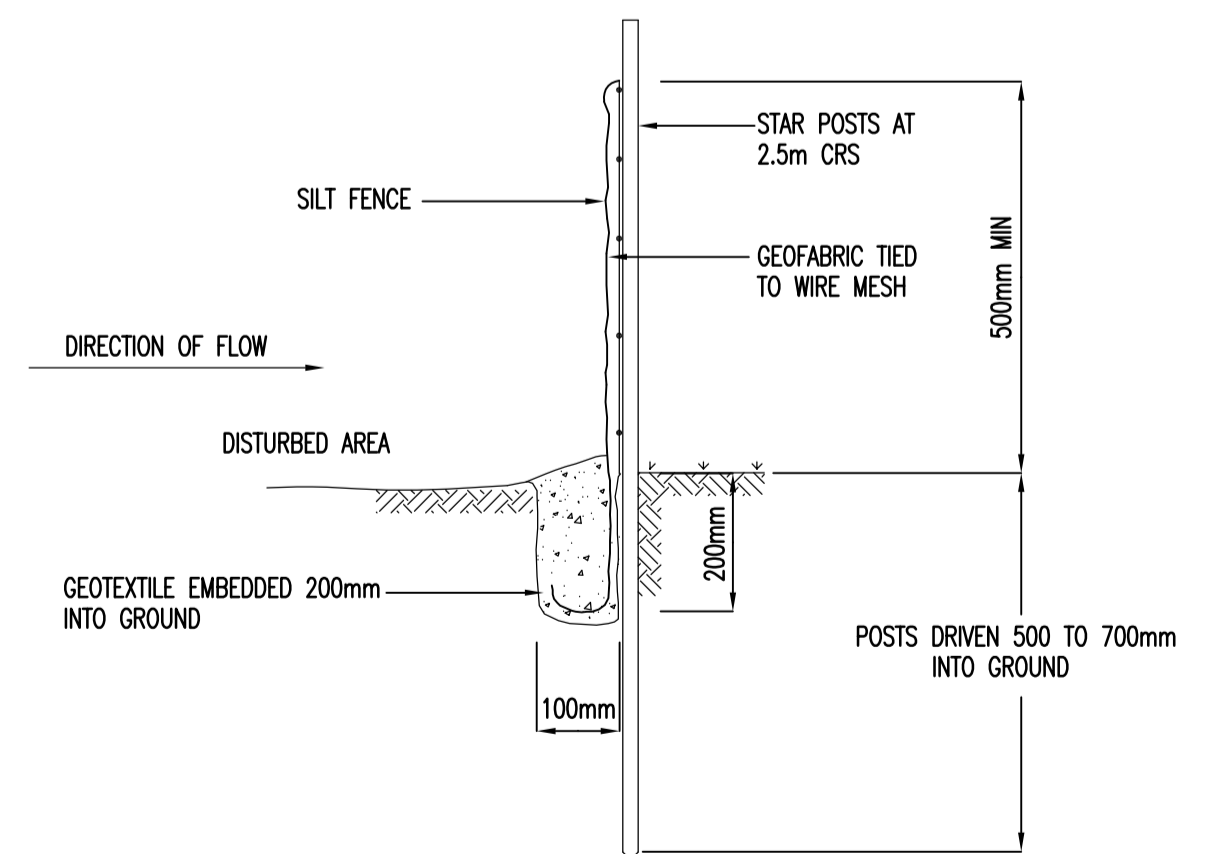 STAR POSTS AT
2.5m CRS
SILT FENCE
GEOFABRIC TIED
TO WIRE MESH
500mm MIN
DIRECTION OF FLOW
DISTURBED AREA
200mm
GEOTEXTILE EMBEDDED 200mm
INTO GROUND
POSTS DRIVEN 500 TO 700mm
INTO GROUND
100mm